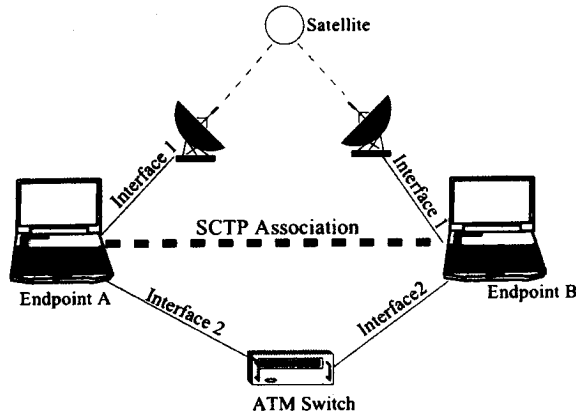 Satellite
Interface 1
Interface 1
SCTP Association
Endpoint A
Endpoint B
Interface 2
Interface2
ATM Switch